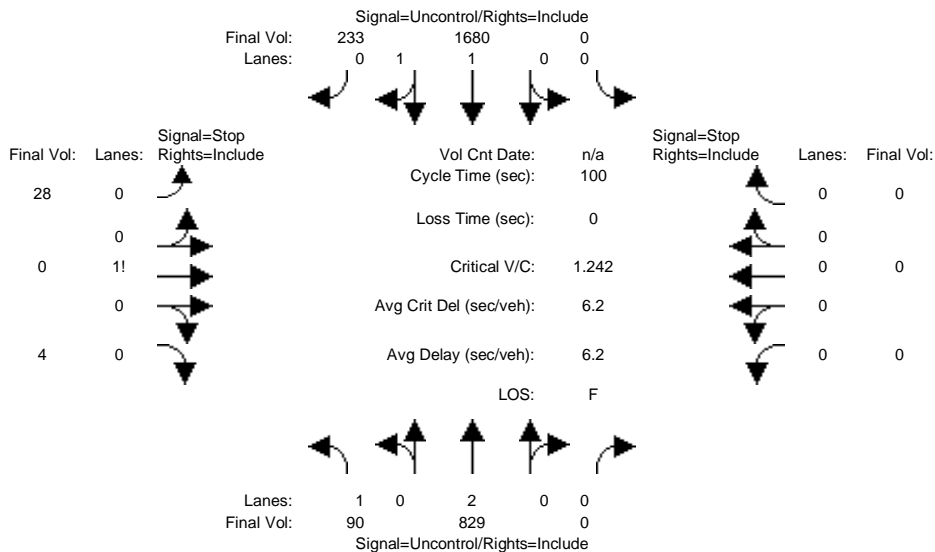 Signal=Uncontrol/Rights=Include
Final Vol: 233 1680 0
Lanes: 0 1 1 0 0
Signal=Stop Signal=Stop
Final Vol: Lanes: Rights=Include Vol Cnt Date: n/a Rights=Include Lanes: Final Vol:
Cycle Time (sec): 100
28 0 0 0
Loss Time (sec): 0
0 0
0 1! Critical V/C: 1.242 0 0
0 Avg Crit Del (sec/veh): 6.2 0
4 0 Avg Delay (sec/veh): 6.2 0 0
LOS: F
Lanes: 1 0 2 0 0
Final Vol: 90 829 0
Signal=Uncontrol/Rights=Include